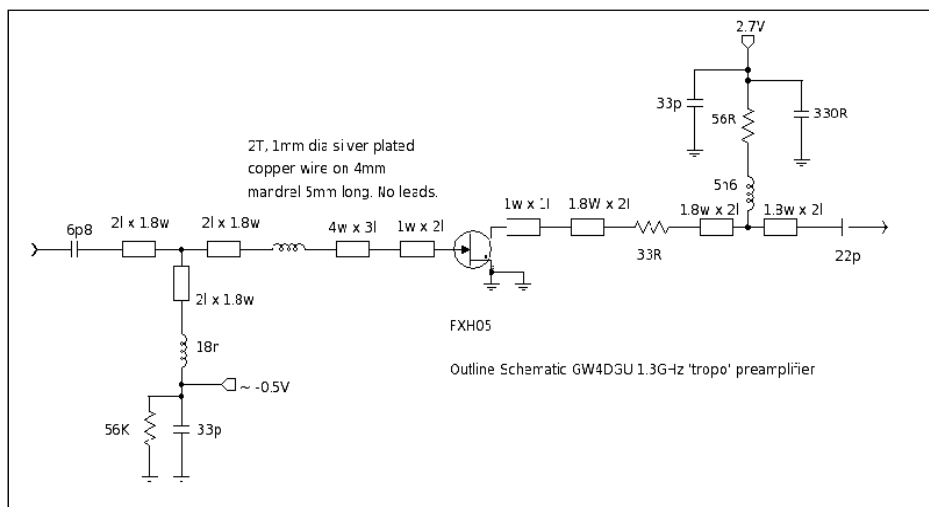 2.7V
33p
56R
330R
2T, 1mm dia silver plated
copper wire on 4mm
mandrel 5mm long. No leads.
5n6
6p8
2l x 1.8w
2l x 1.8w
4w x 3l
1w x 2l
1w x 1l
1.8W x 2l
33R
1.8w x 2l
1.8w x 2l
22p
2l x 1.8w
FXH05
18n
Outline Schematic GW4DGU 1.3GHz 'tropo' preamplifier
~ -0.5V
56K
33p